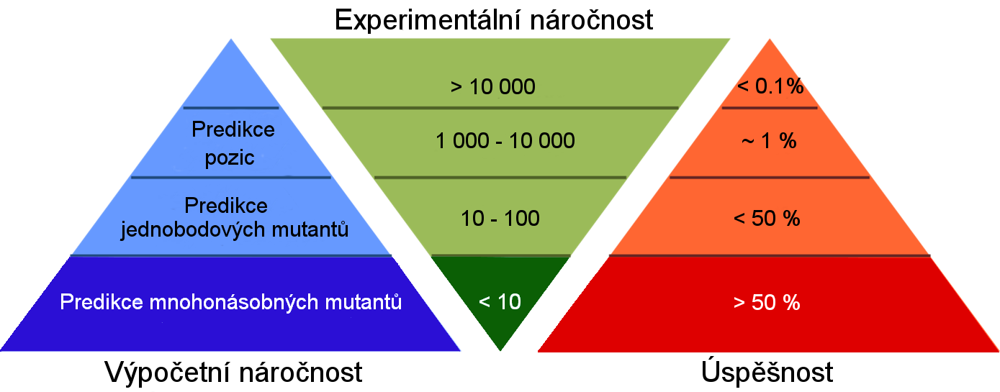 Experimentální náročnost
> 10 000
< 0.1%
Predikce
pozic
1 000 - 10 000
~ 1 %
Predikce
jednobodových mutantů
10 - 100
< 50 %
Predikce mnohonásobných mutantů
< 10
> 50 %
Výpočetní náročnost
Úspěšnost